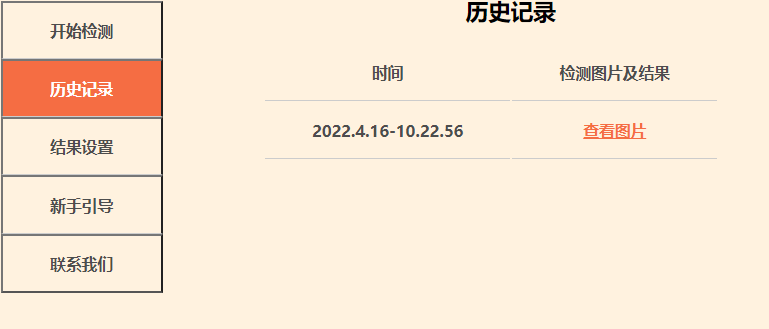 历史记录
开始检测
历史记录
结果设置
新手引导
联系我们
时间 检测图片及结果
2022.4.16-10.22.56 查看图片